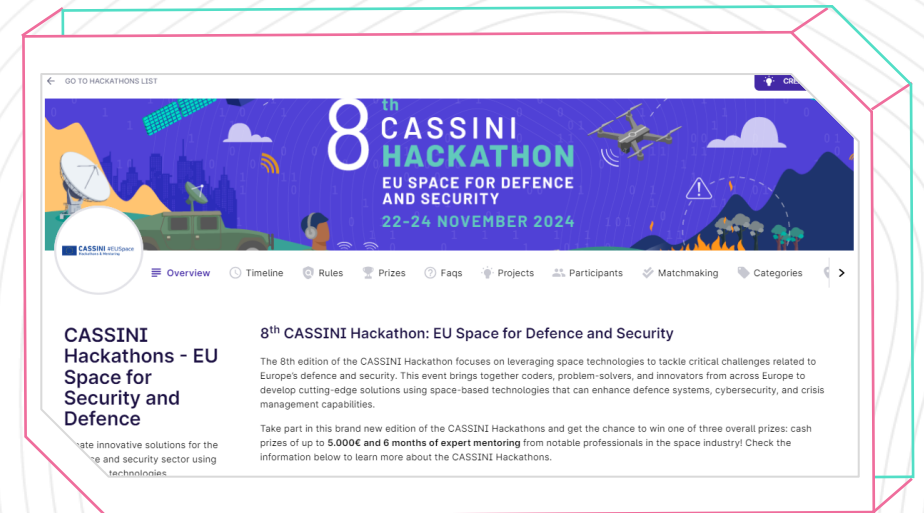 GO TO HACKATHONS LIST
8th CASSINI
HACKATHON
EU SPACE FOR DEFENCE
AND SECURITY
22-24 NOVEMBER 2024
CASSINI #EUSpace
Hackathons & Mentoring
Overview Timeline Rules Prizes Faqs Projects Participants Matchmaking Categories
CASSINI
Hackathons - EU
Space for
Security and
Defence
innovative solutions for the
and security sector using
technologies
8th CASSINI Hackathon: EU Space for Defence and Security
The 8th edition of the CASSINI Hackathon focuses on leveraging space technologies to tackle critical challenges related to
Europe's defence and security. This event brings together coders, problem-solvers, and innovators from across Europe to
develop cutting-edge solutions using space-based technologies that can enhance defence systems, cybersecurity, and crisis
management capabilities.
Take part in this brand new edition of the CASSINI Hackathons and get the chance to win one of three overall prizes: cash
prizes of up to 5.000€ and 6 months of expert mentoring from notable professionals in the space industry! Check the
information below to learn more about the CASSINI Hackathons.